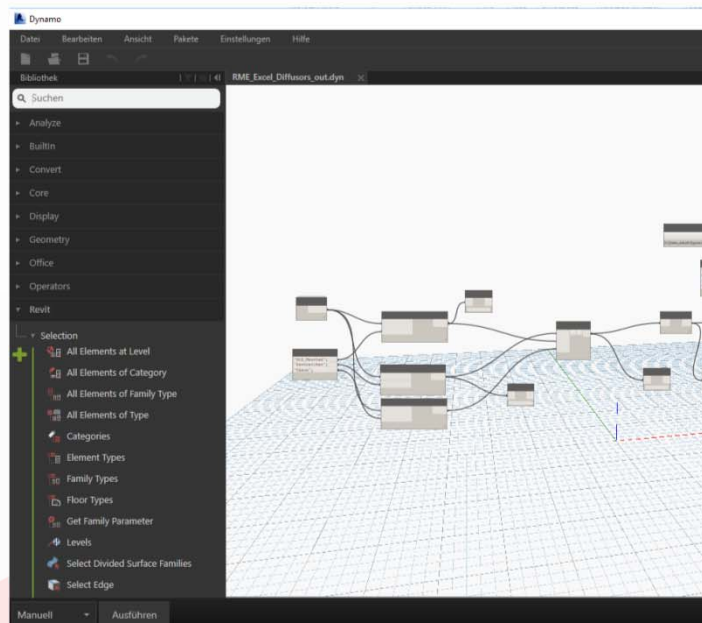 Dynamo
Datei Bearbeiten Ansicht Pakete Einstellungen Hilfe
Bibliothek
RME_Excel_Diffusors_out.dyn
Suchen
Analyze
BuiltIn
Convert
Core
Display
Geometry
Office
Operators
Revit
Selection
All Elements at Level
All Elements of Category
All Elements of Family Type
All Elements of Type
Categories
Element Types
Family Types
Floor Types
Get Family Parameter
Levels
Select Divided Surface Families
Select Edge
Manuell Ausführen